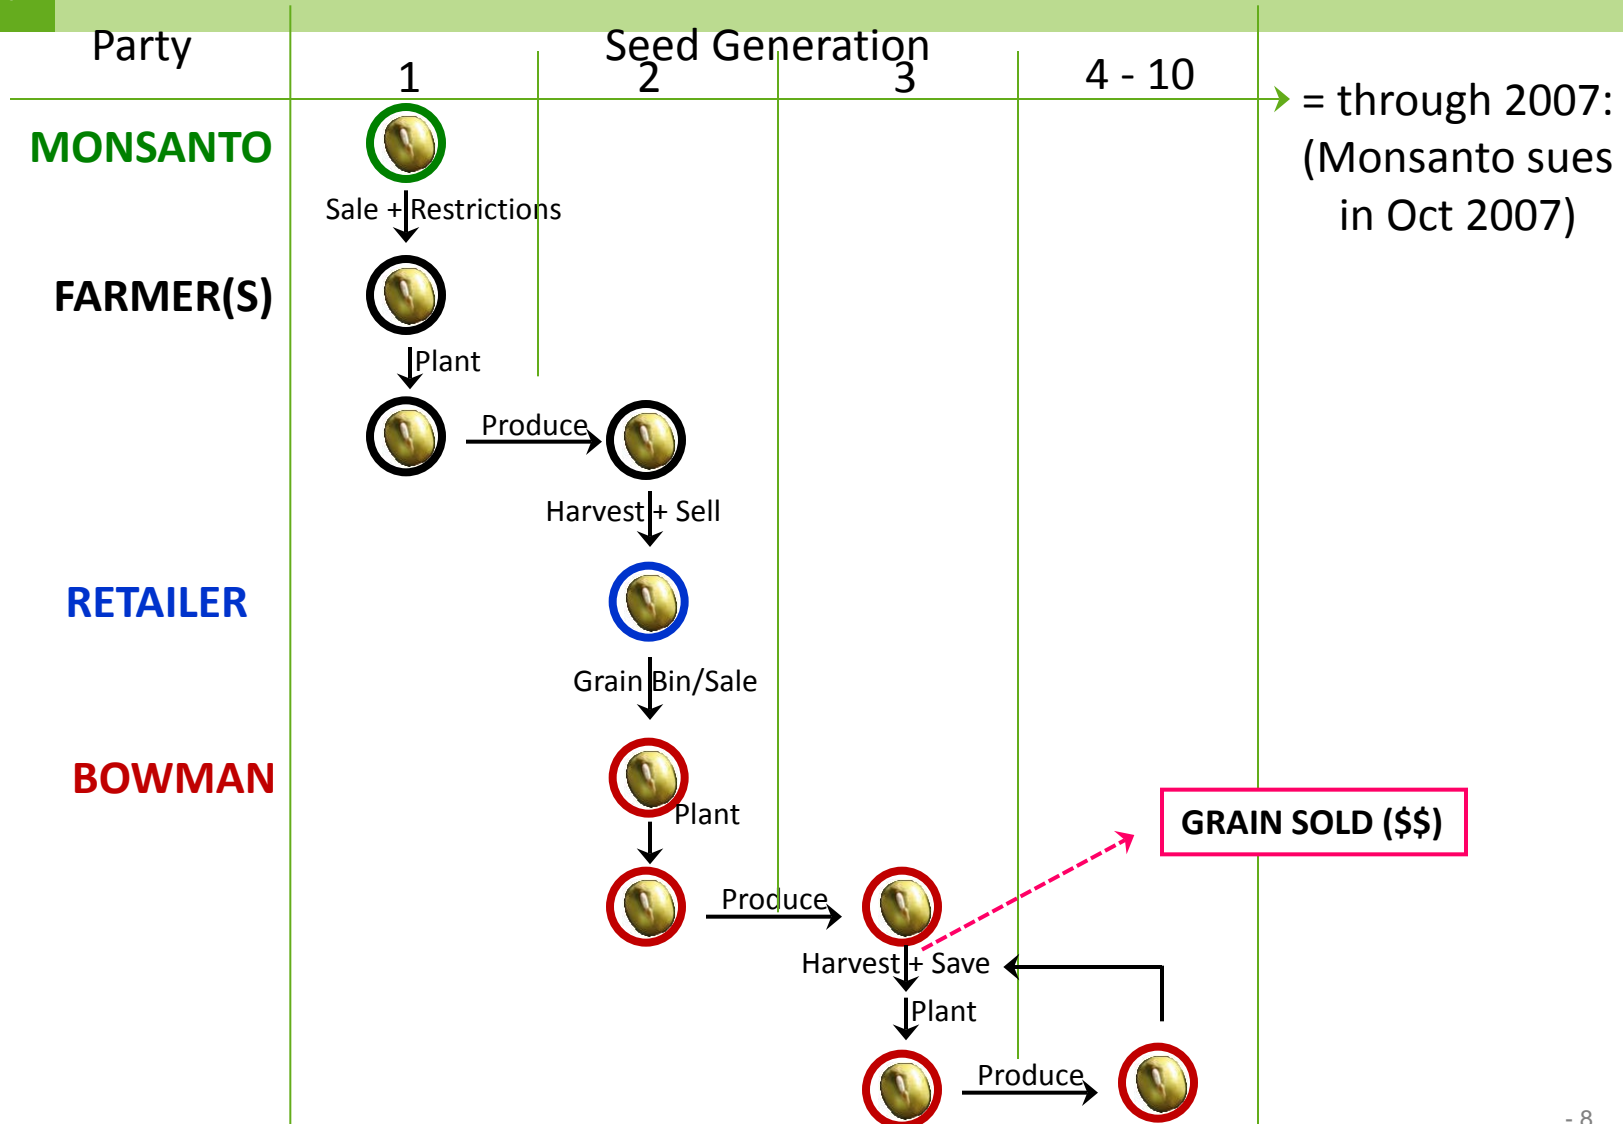 Party
Seed Generation
1
2
3
4 - 10
= through 2007:
(Monsanto sues
in Oct 2007)
MONSANTO
Sale + Restrictions
FARMER(S)
Plant
Produce
Harvest + Sell
RETAILER
Grain Bin/Sale
BOWMAN
Plant
GRAIN SOLD ($$)
Produce
Harvest + Save
Plant
Produce
- 8